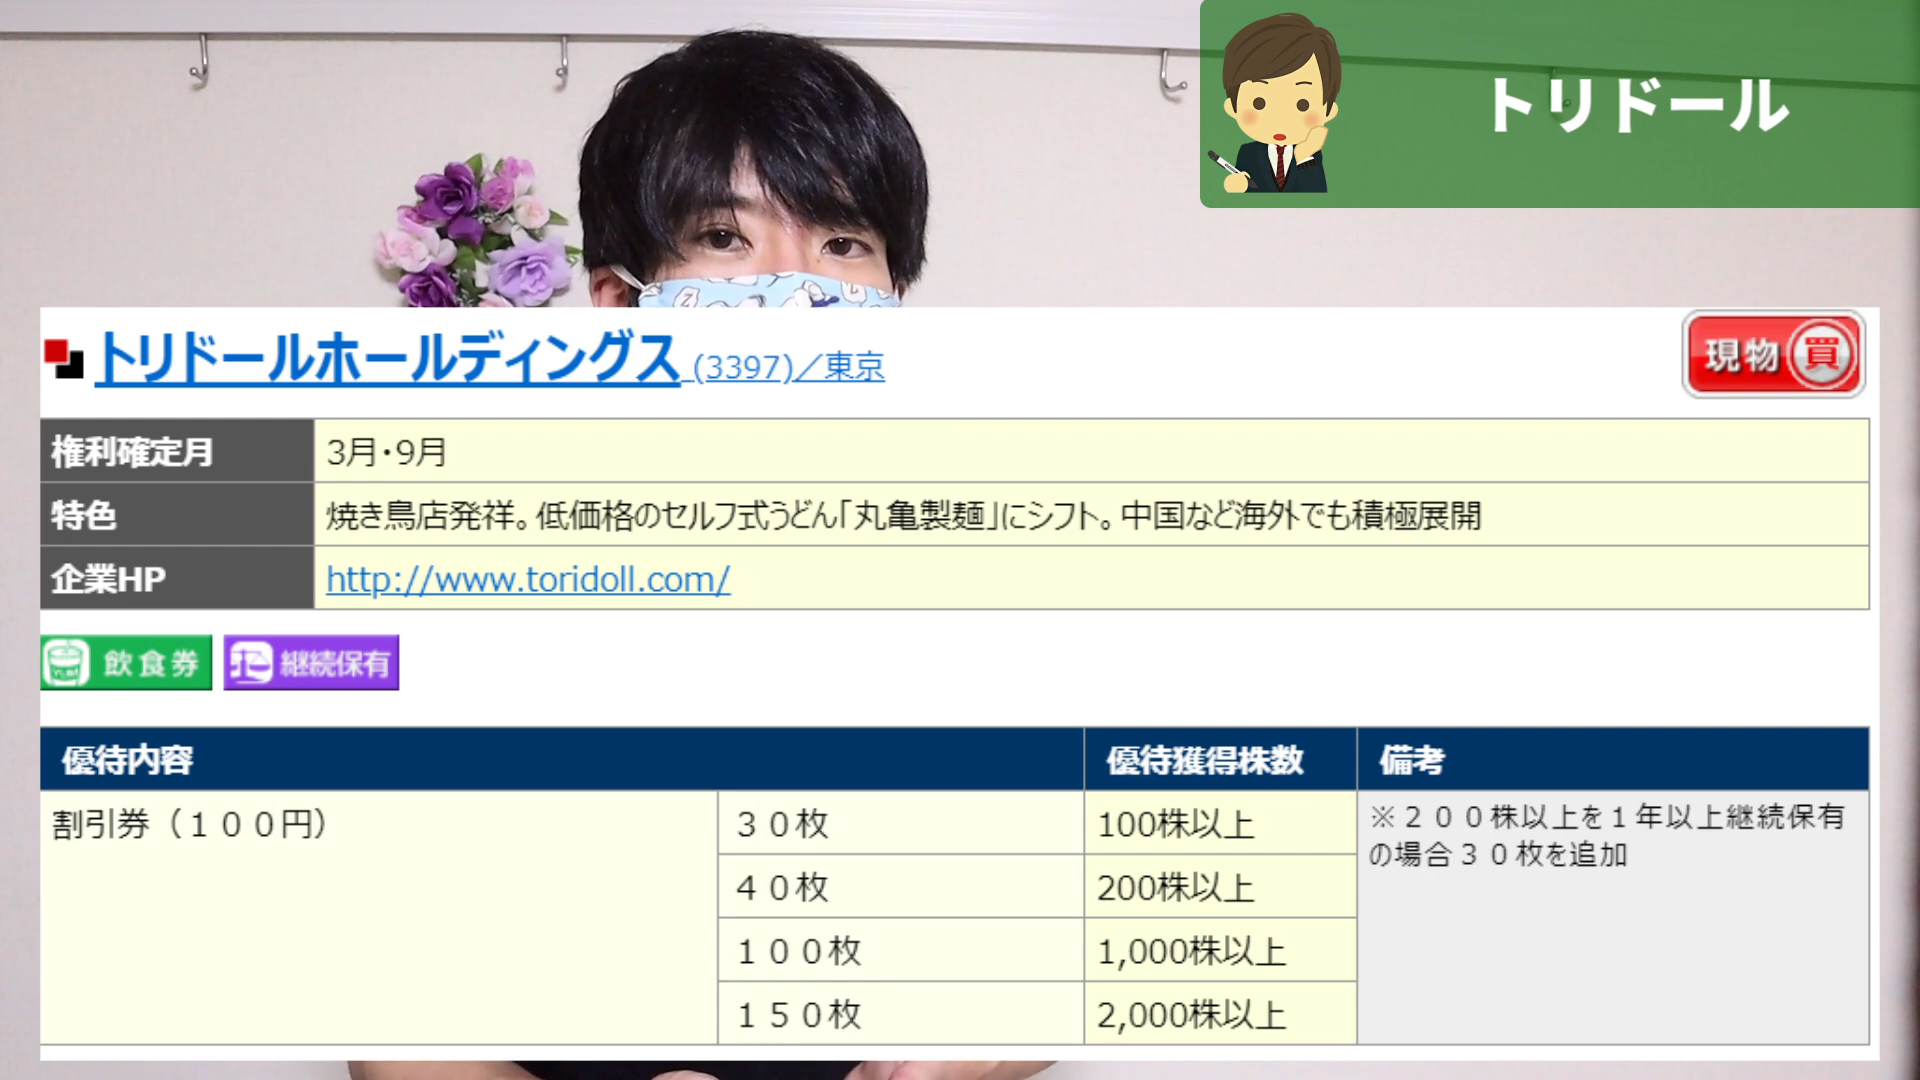 トリドール
トリドールホールディングス (3397)／東京
現物 買
権利確定月 3月・9月
特色 焼き鳥店発祥。低価格のセルフ式うどん「丸亀製麺」にシフト。中国など海外でも積極展開
企業HP http://www.toridoll.com/
飲食券 継続保有
優待内容 優待獲得株数 備考
割引券（１００円） ３０枚 100株以上 ※２００株以上を１年以上継続保有
の場合３０枚を追加
４０枚 200株以上
１００枚 1,000株以上
１５０枚 2,000株以上